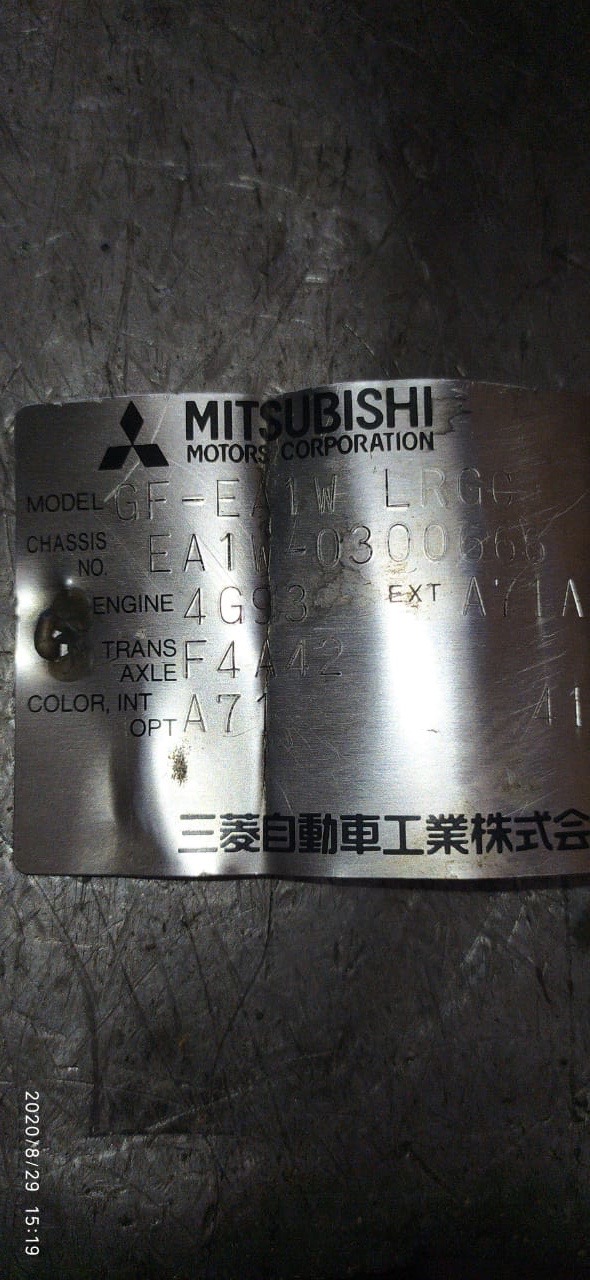 MITSUBISHI
MOTORS CORPORATION
MODEL GF-EA1W LRGC
CHASSIS
NO. EA1W-0300666
ENGINE 4G93 EXT A71A
TRANS
AXLE F4A42
COLOR, INT
OPT A71 41
三菱自動車工業株式会
2020/8/29 15:19